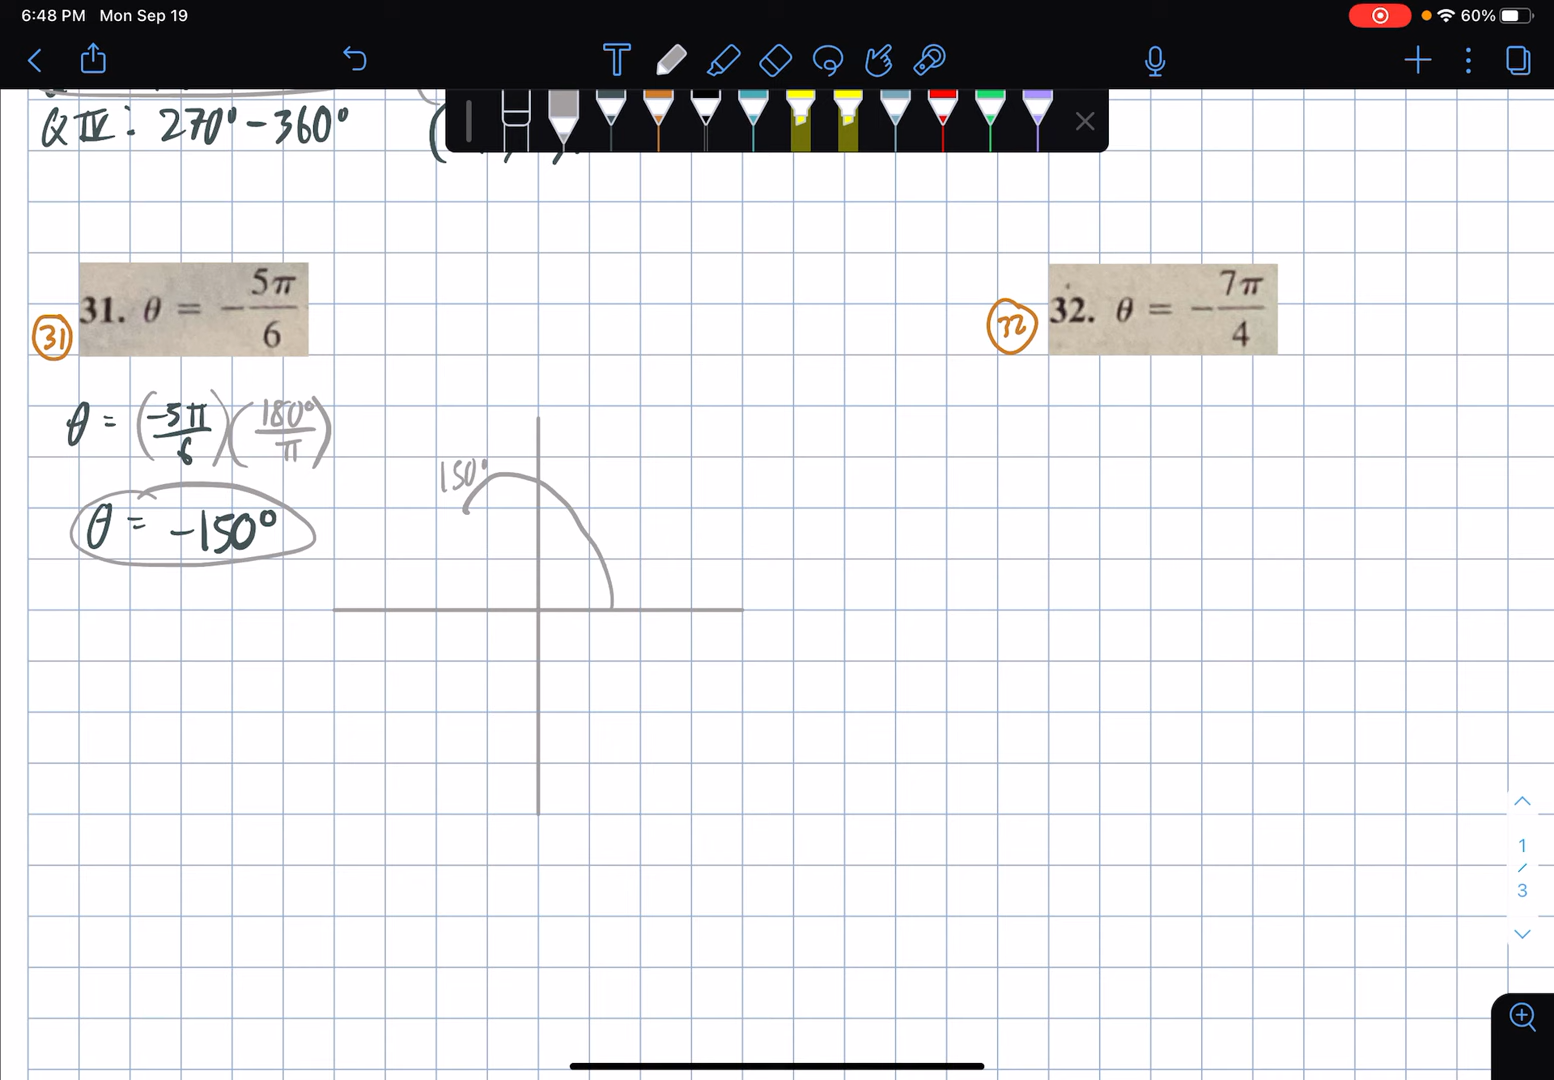 6:48 PM Mon Sep 19
60%
T
Q IV : 270° - 360°
31. θ = - 5π/6
31
32. θ = - 7π/4
32
θ = (-5π/6)(180°/π)
150°
θ = -150°
1
/
3